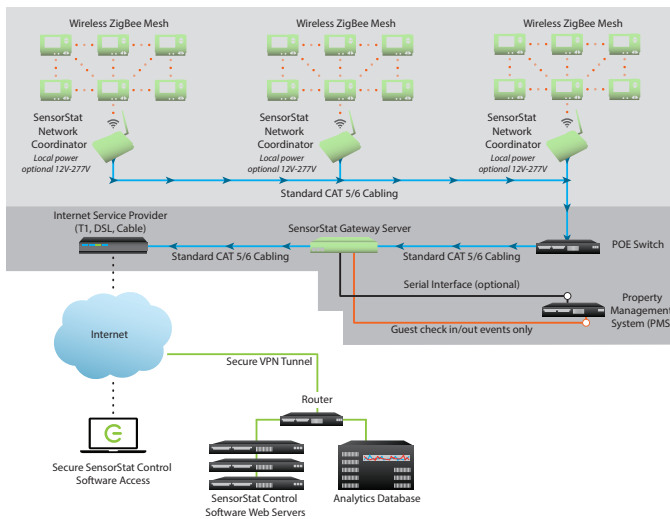 Wireless ZigBee Mesh
Wireless ZigBee Mesh
Wireless ZigBee Mesh
SensorStat
Network
Coordinator
Local power
optional 12V-277V
SensorStat
Network
Coordinator
Local power
optional 12V-277V
SensorStat
Network
Coordinator
Local power
optional 12V-277V
Standard CAT 5/6 Cabling
Internet Service Provider
(T1, DSL, Cable)
SensorStat Gateway Server
POE Switch
Standard CAT 5/6 Cabling
Standard CAT 5/6 Cabling
Serial Interface (optional)
Property
Management
System (PMS
Guest check in/out events only
Internet
Secure VPN Tunnel
Router
Secure SensorStat Control
Software Access
SensorStat Control
Software Web Servers
Analytics Database